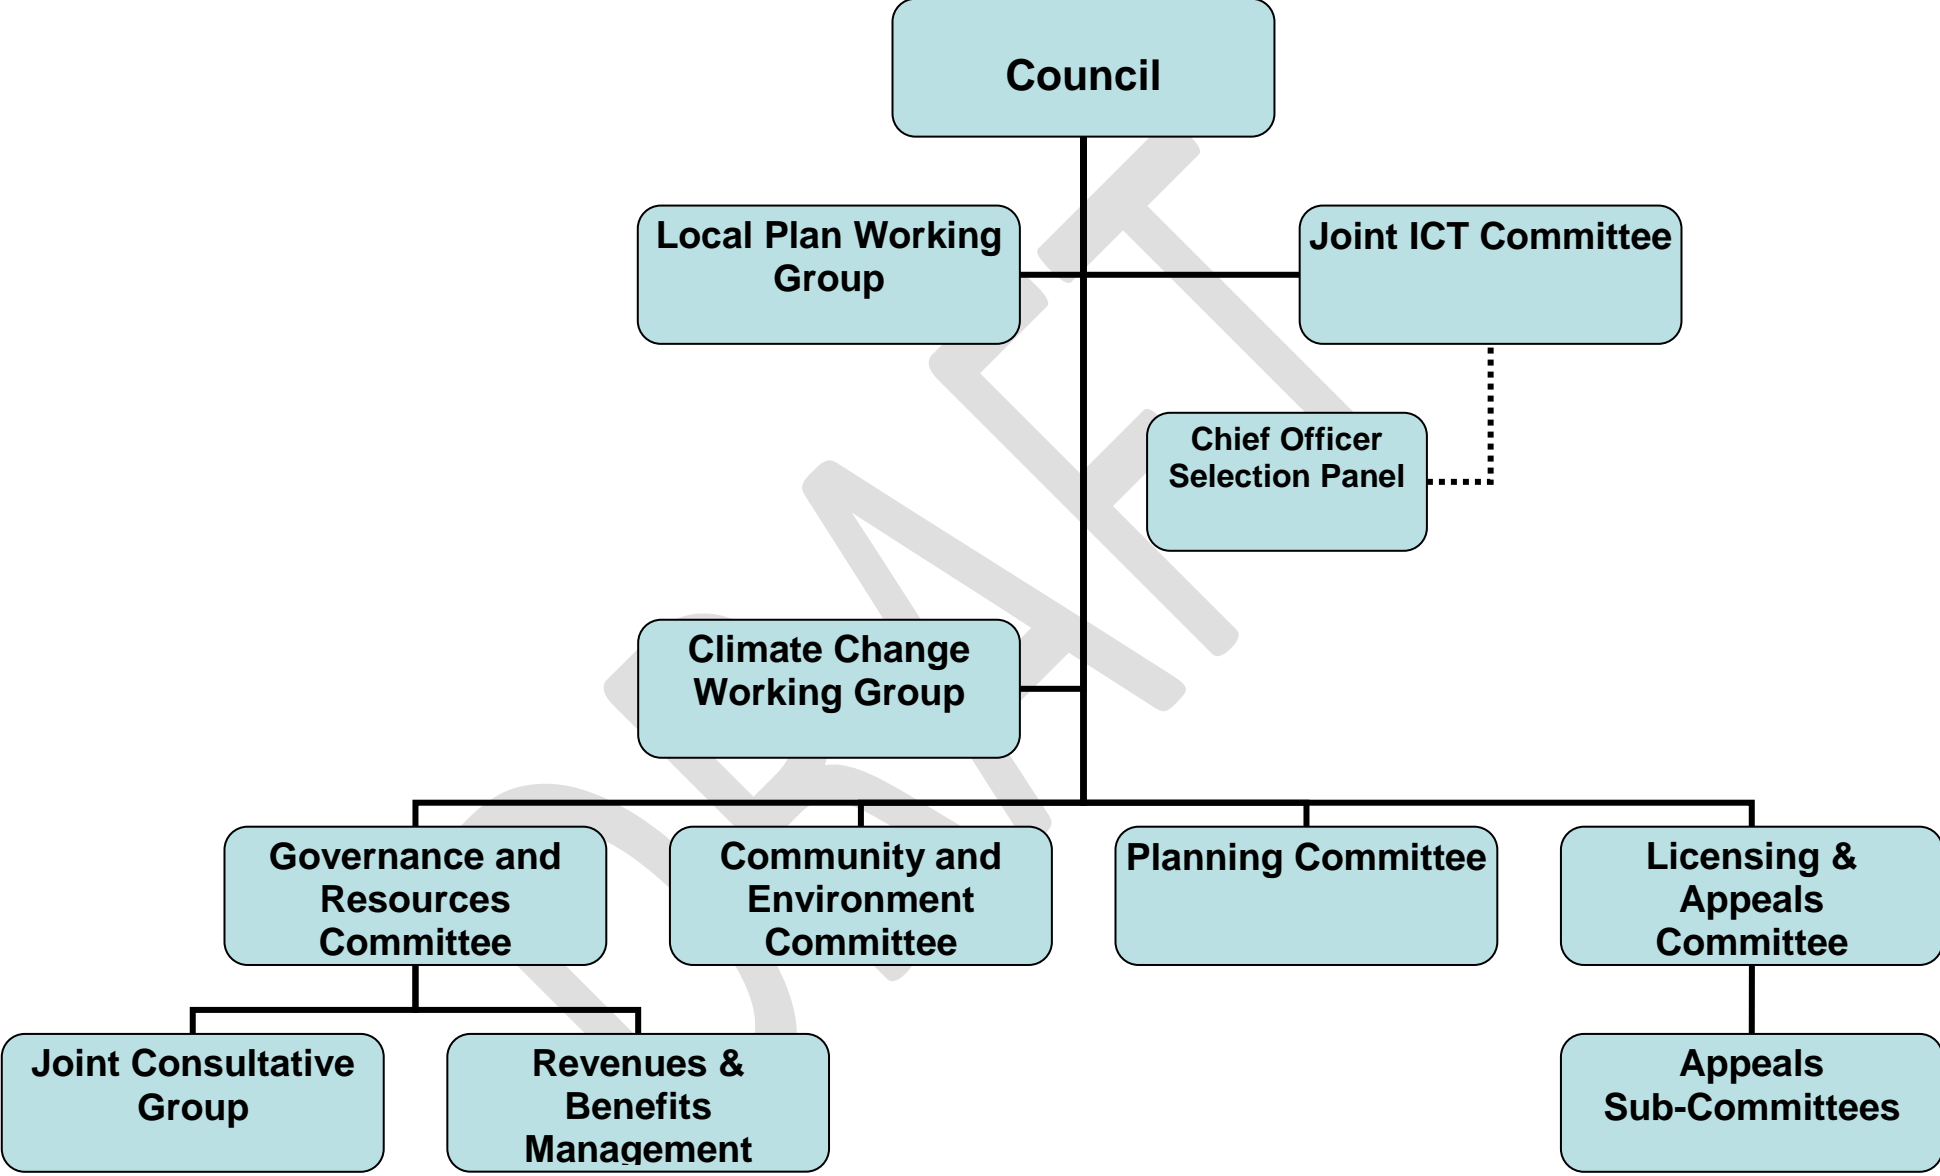 Council
Local Plan Working
Group
Joint ICT Committee
Chief Officer
Selection Panel
Climate Change
Working Group
Governance and
Resources
Committee
Community and
Environment
Committee
Planning Committee
Licensing &
Appeals
Committee
Joint Consultative
Group
Revenues &
Benefits
Management
Appeals
Sub-Committees
DRAFT